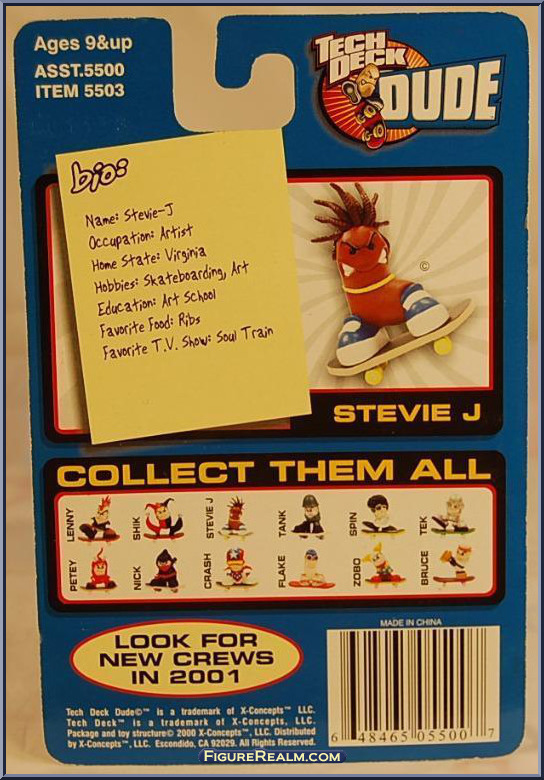 Ages 9&up
ASST.5500
ITEM 5503
TECH
DECK
DUDE
bio:
Name: Stevie-J
Occupation: Artist
Home State: Virginia
Hobbies: Skateboarding, Art
Education: Art School
Favorite Food: Ribs
Favorite T.V. Show: Soul Train
©
STEVIE J
COLLECT THEM ALL
LENNY
SHIK
STEVIE J
TANK
SPIN
TEK
PETEY
NICK
CRASH
FLAKE
ZOBO
BRUCE
LOOK FOR
NEW CREWS
IN 2001
MADE IN CHINA
6 48465 05500 7
Tech Deck Dude©™ is a trademark of X-Concepts™ LLC.
Tech Deck™ is a trademark of X-Concepts™, LLC.
Package and toy structure© 2000 X-Concepts™, LLC. Distributed
by X-Concepts™, LLC. Escondido, CA 92029. All Rights Reserved.
FIGUREREALM.COM